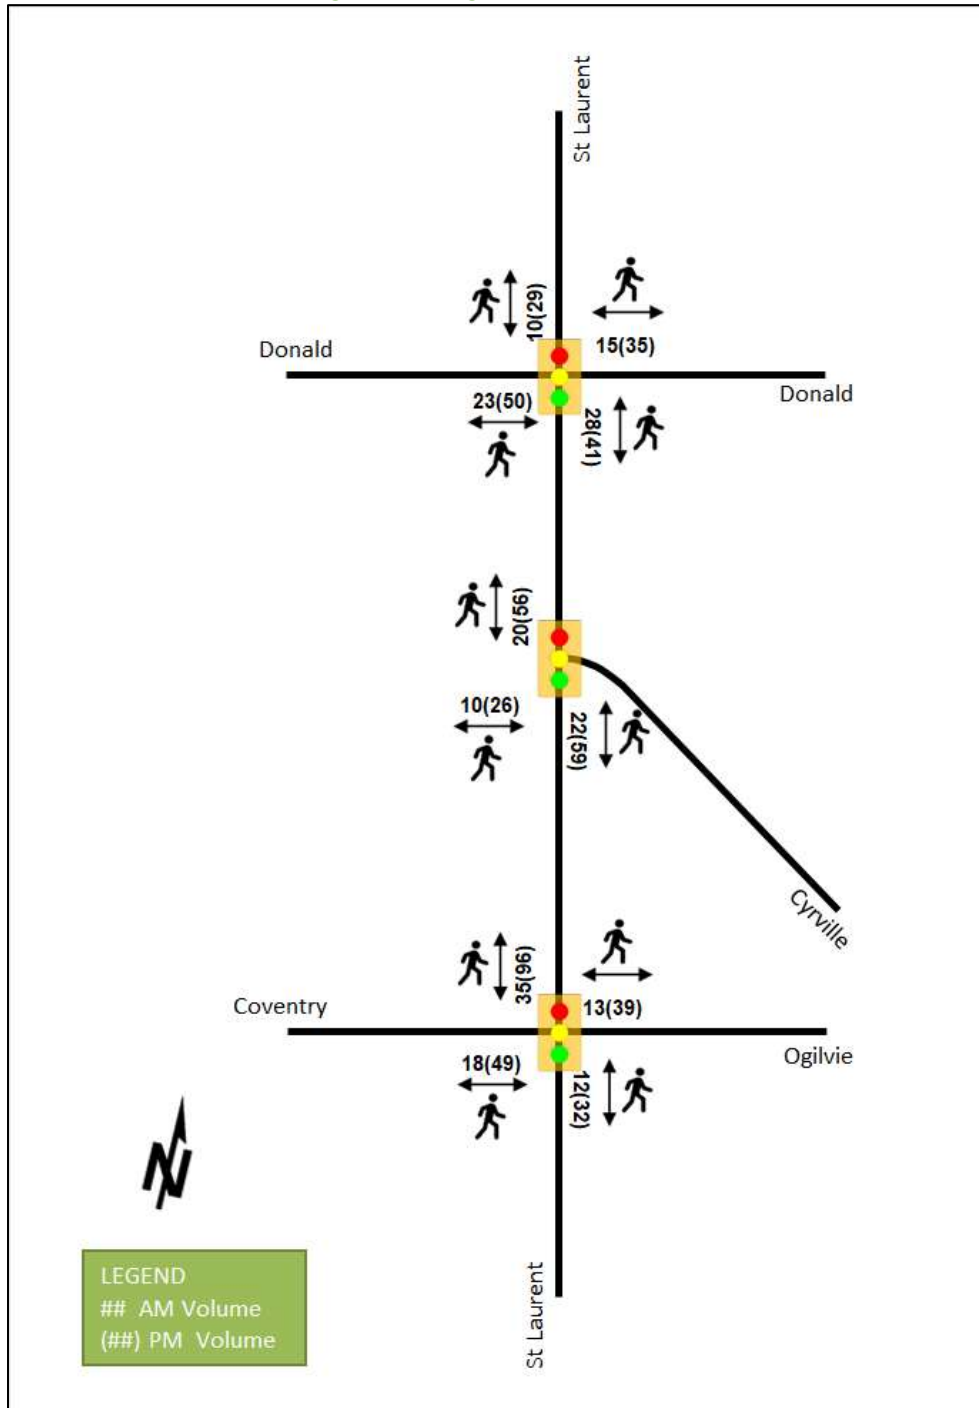 St Laurent
10(29)
15(35)
Donald
Donald
23(50)
28(41)
20(56)
10(26)
22(59)
Cyrville
35(96)
13(39)
Coventry
Ogilvie
18(49)
12(32)
N
LEGEND
## AM Volume
(##) PM Volume
St Laurent